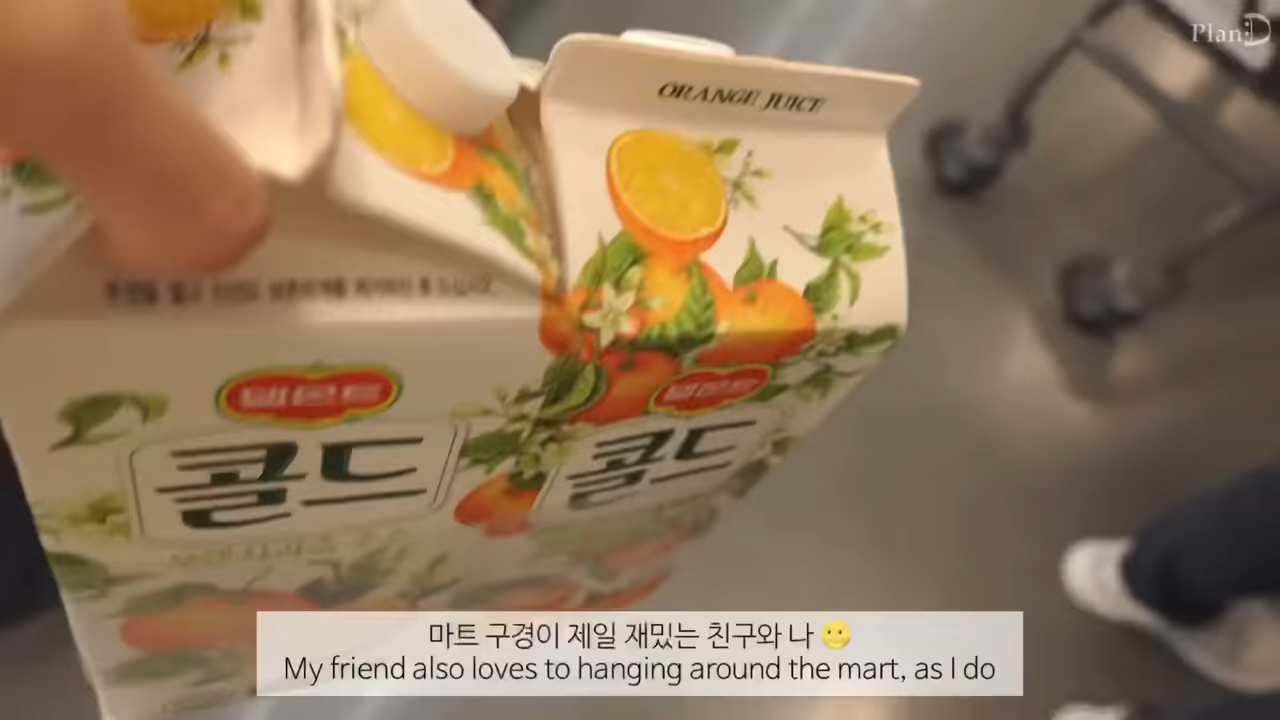 Plan:D
ORANGE JUICE
델몬트
델몬트
콜드
콜드
마트 구경이 제일 재밌는 친구와 나 😬
My friend also loves to hanging around the mart, as I do